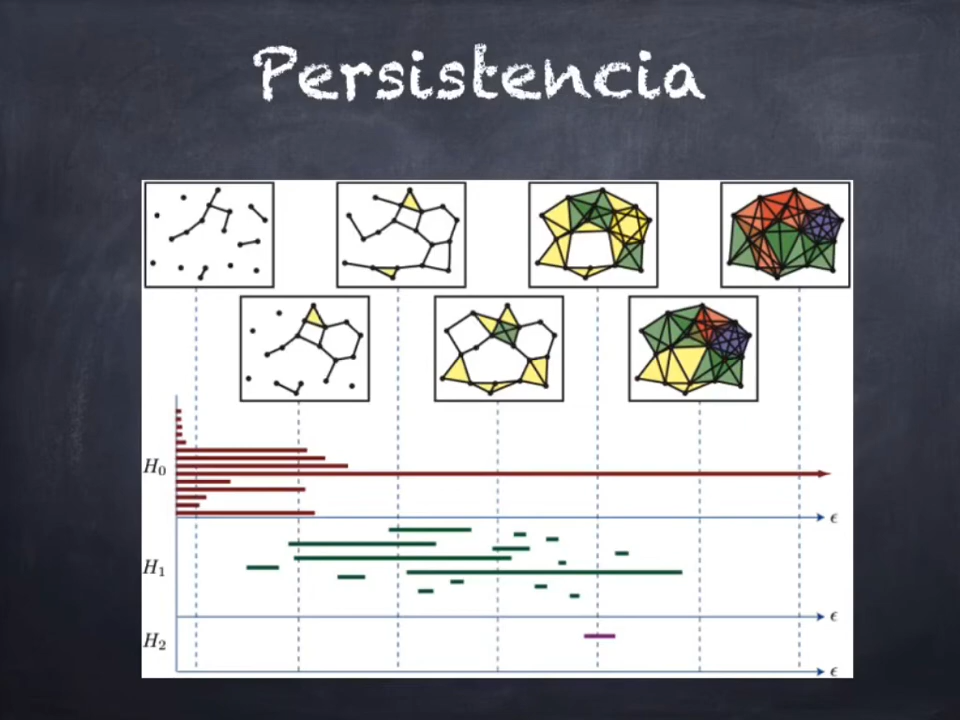 Persistencia
H₀
ϵ
H₁
ϵ
H₂
ϵ